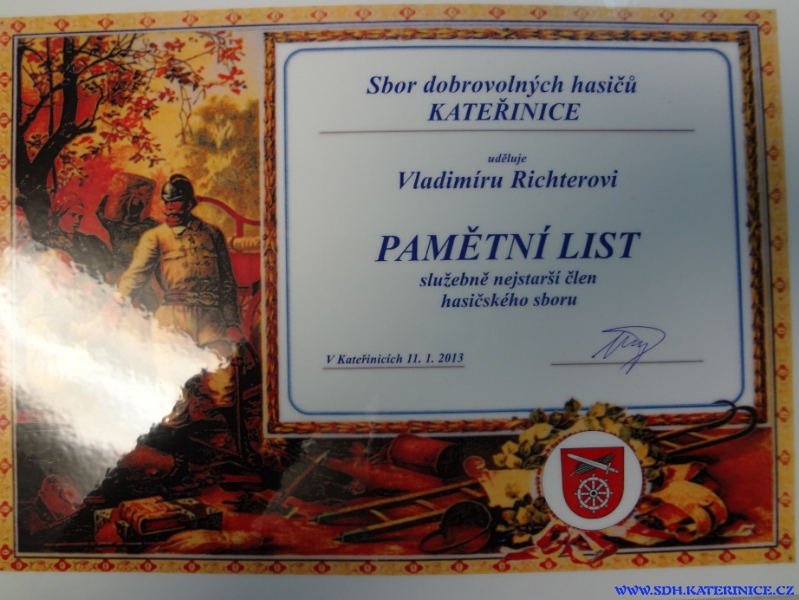 Sbor dobrovolných hasičů
KATEŘINICE
uděluje
Vladimíru Richterovi
PAMĚTNÍ LIST
služebně nejstarší člen
hasičského sboru
V Kateřinicích 11. 1. 2013
WWW.SDH.KATERINICE.CZ